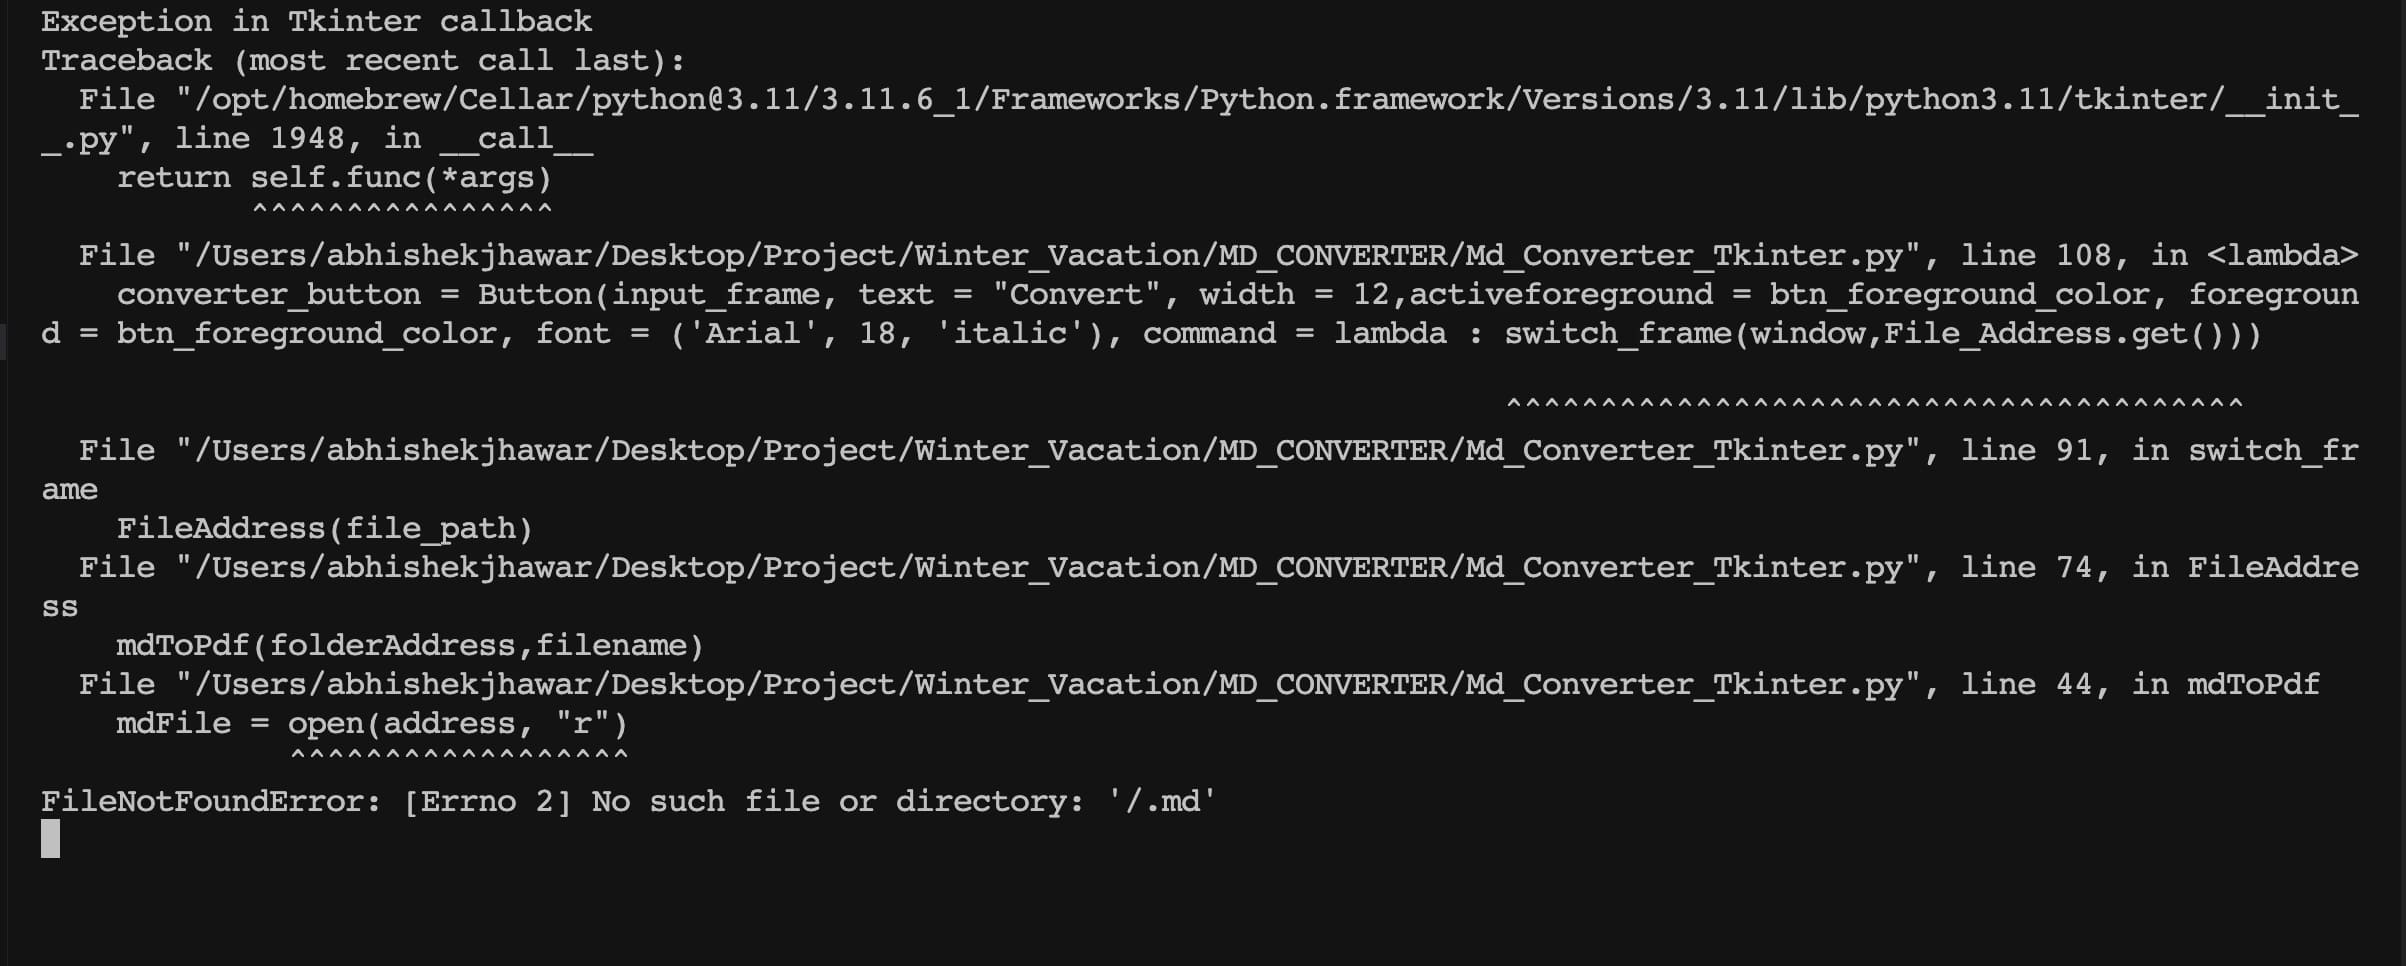 Exception in Tkinter callback
Traceback (most recent call last):
  File "/opt/homebrew/Cellar/python@3.11/3.11.6_1/Frameworks/Python.framework/Versions/3.11/lib/python3.11/tkinter/__init_
_.py", line 1948, in __call__
    return self.func(*args)
           ^^^^^^^^^^^^^^^^
  File "/Users/abhishekjhawar/Desktop/Project/Winter_Vacation/MD_CONVERTER/Md_Converter_Tkinter.py", line 108, in <lambda>
    converter_button = Button(input_frame, text = "Convert", width = 12,activeforeground = btn_foreground_color, foregroun
d = btn_foreground_color, font = ('Arial', 18, 'italic'), command = lambda : switch_frame(window,File_Address.get()))
                                                                             ^^^^^^^^^^^^^^^^^^^^^^^^^^^^^^^^^^^^^^^
  File "/Users/abhishekjhawar/Desktop/Project/Winter_Vacation/MD_CONVERTER/Md_Converter_Tkinter.py", line 91, in switch_fr
ame
    FileAddress(file_path)
  File "/Users/abhishekjhawar/Desktop/Project/Winter_Vacation/MD_CONVERTER/Md_Converter_Tkinter.py", line 74, in FileAddre
ss
    mdToPdf(folderAddress,filename)
  File "/Users/abhishekjhawar/Desktop/Project/Winter_Vacation/MD_CONVERTER/Md_Converter_Tkinter.py", line 44, in mdToPdf
    mdFile = open(address, "r")
             ^^^^^^^^^^^^^^^^^^
FileNotFoundError: [Errno 2] No such file or directory: '/.md'